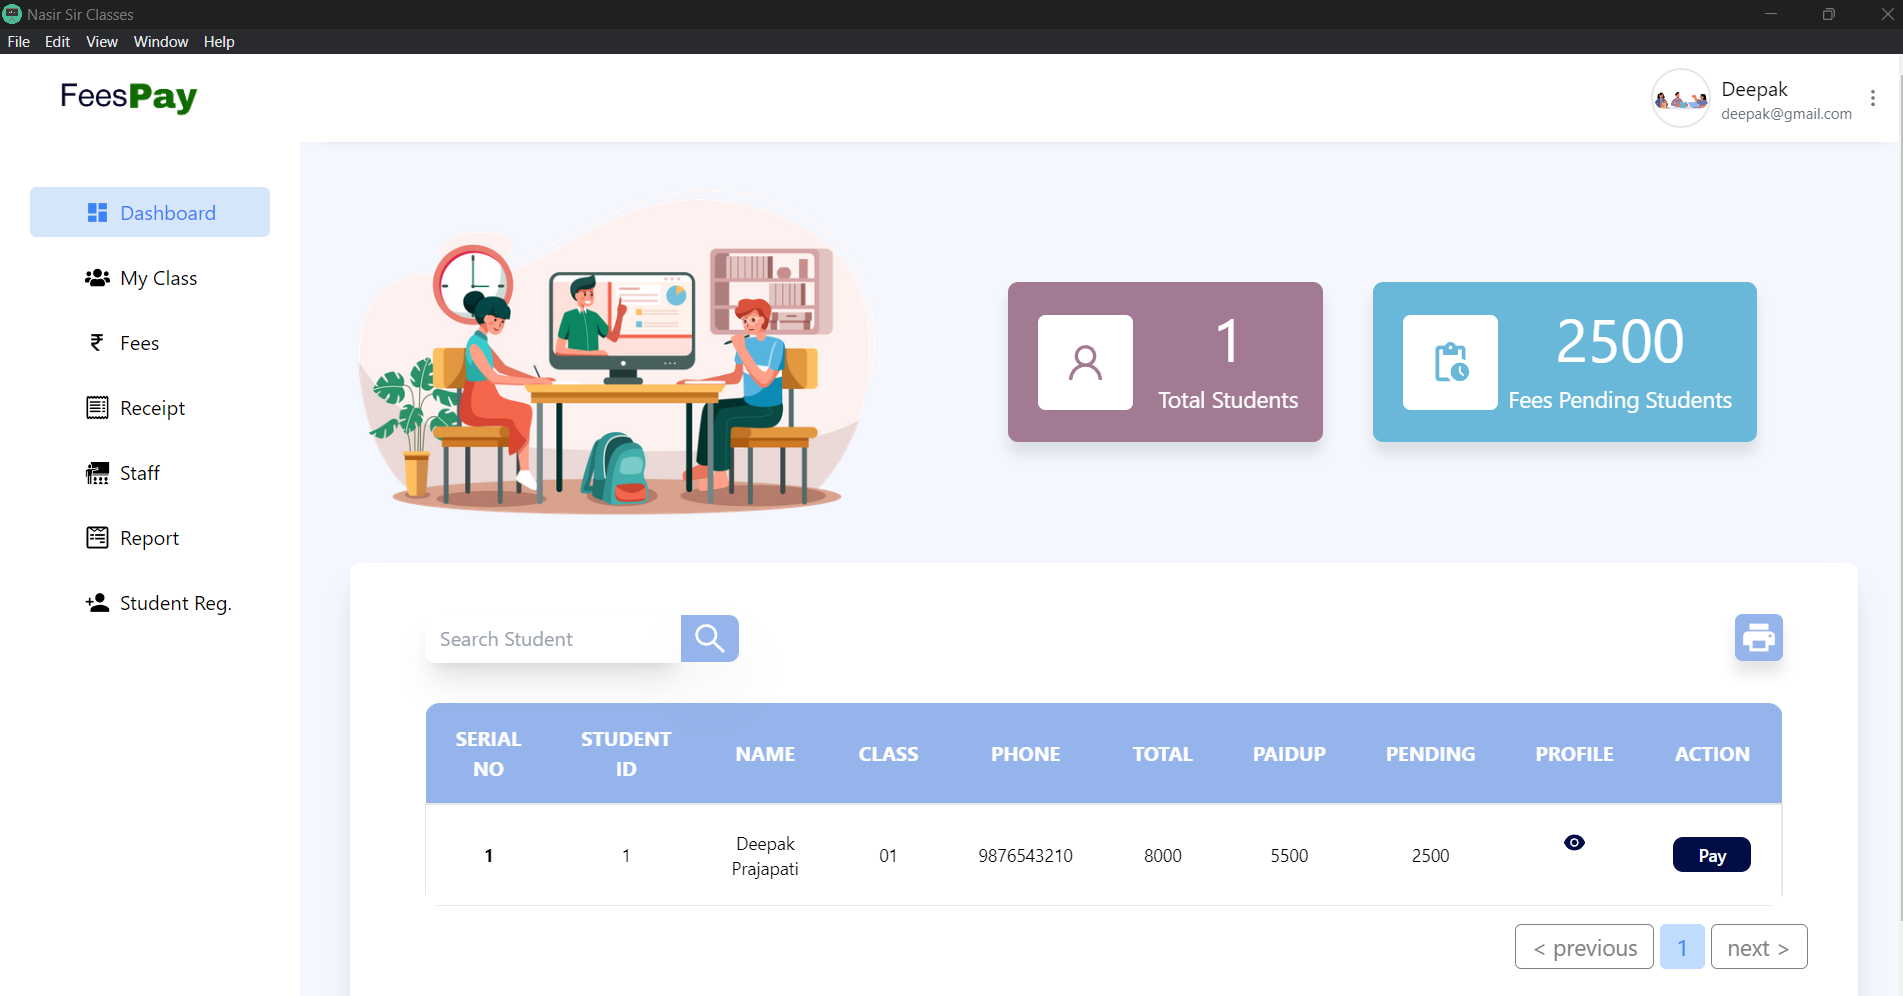 Nasir Sir Classes
File Edit View Window Help
FeesPay
Deepak
deepak@gmail.com
Dashboard
My Class
₹ Fees
Receipt
Staff
Report
Student Reg.
1
Total Students
2500
Fees Pending Students
Search Student
SERIAL NO STUDENT ID NAME CLASS PHONE TOTAL PAIDUP PENDING PROFILE ACTION
1 1 Deepak Prajapati 01 9876543210 8000 5500 2500 Pay
< previous 1 next >